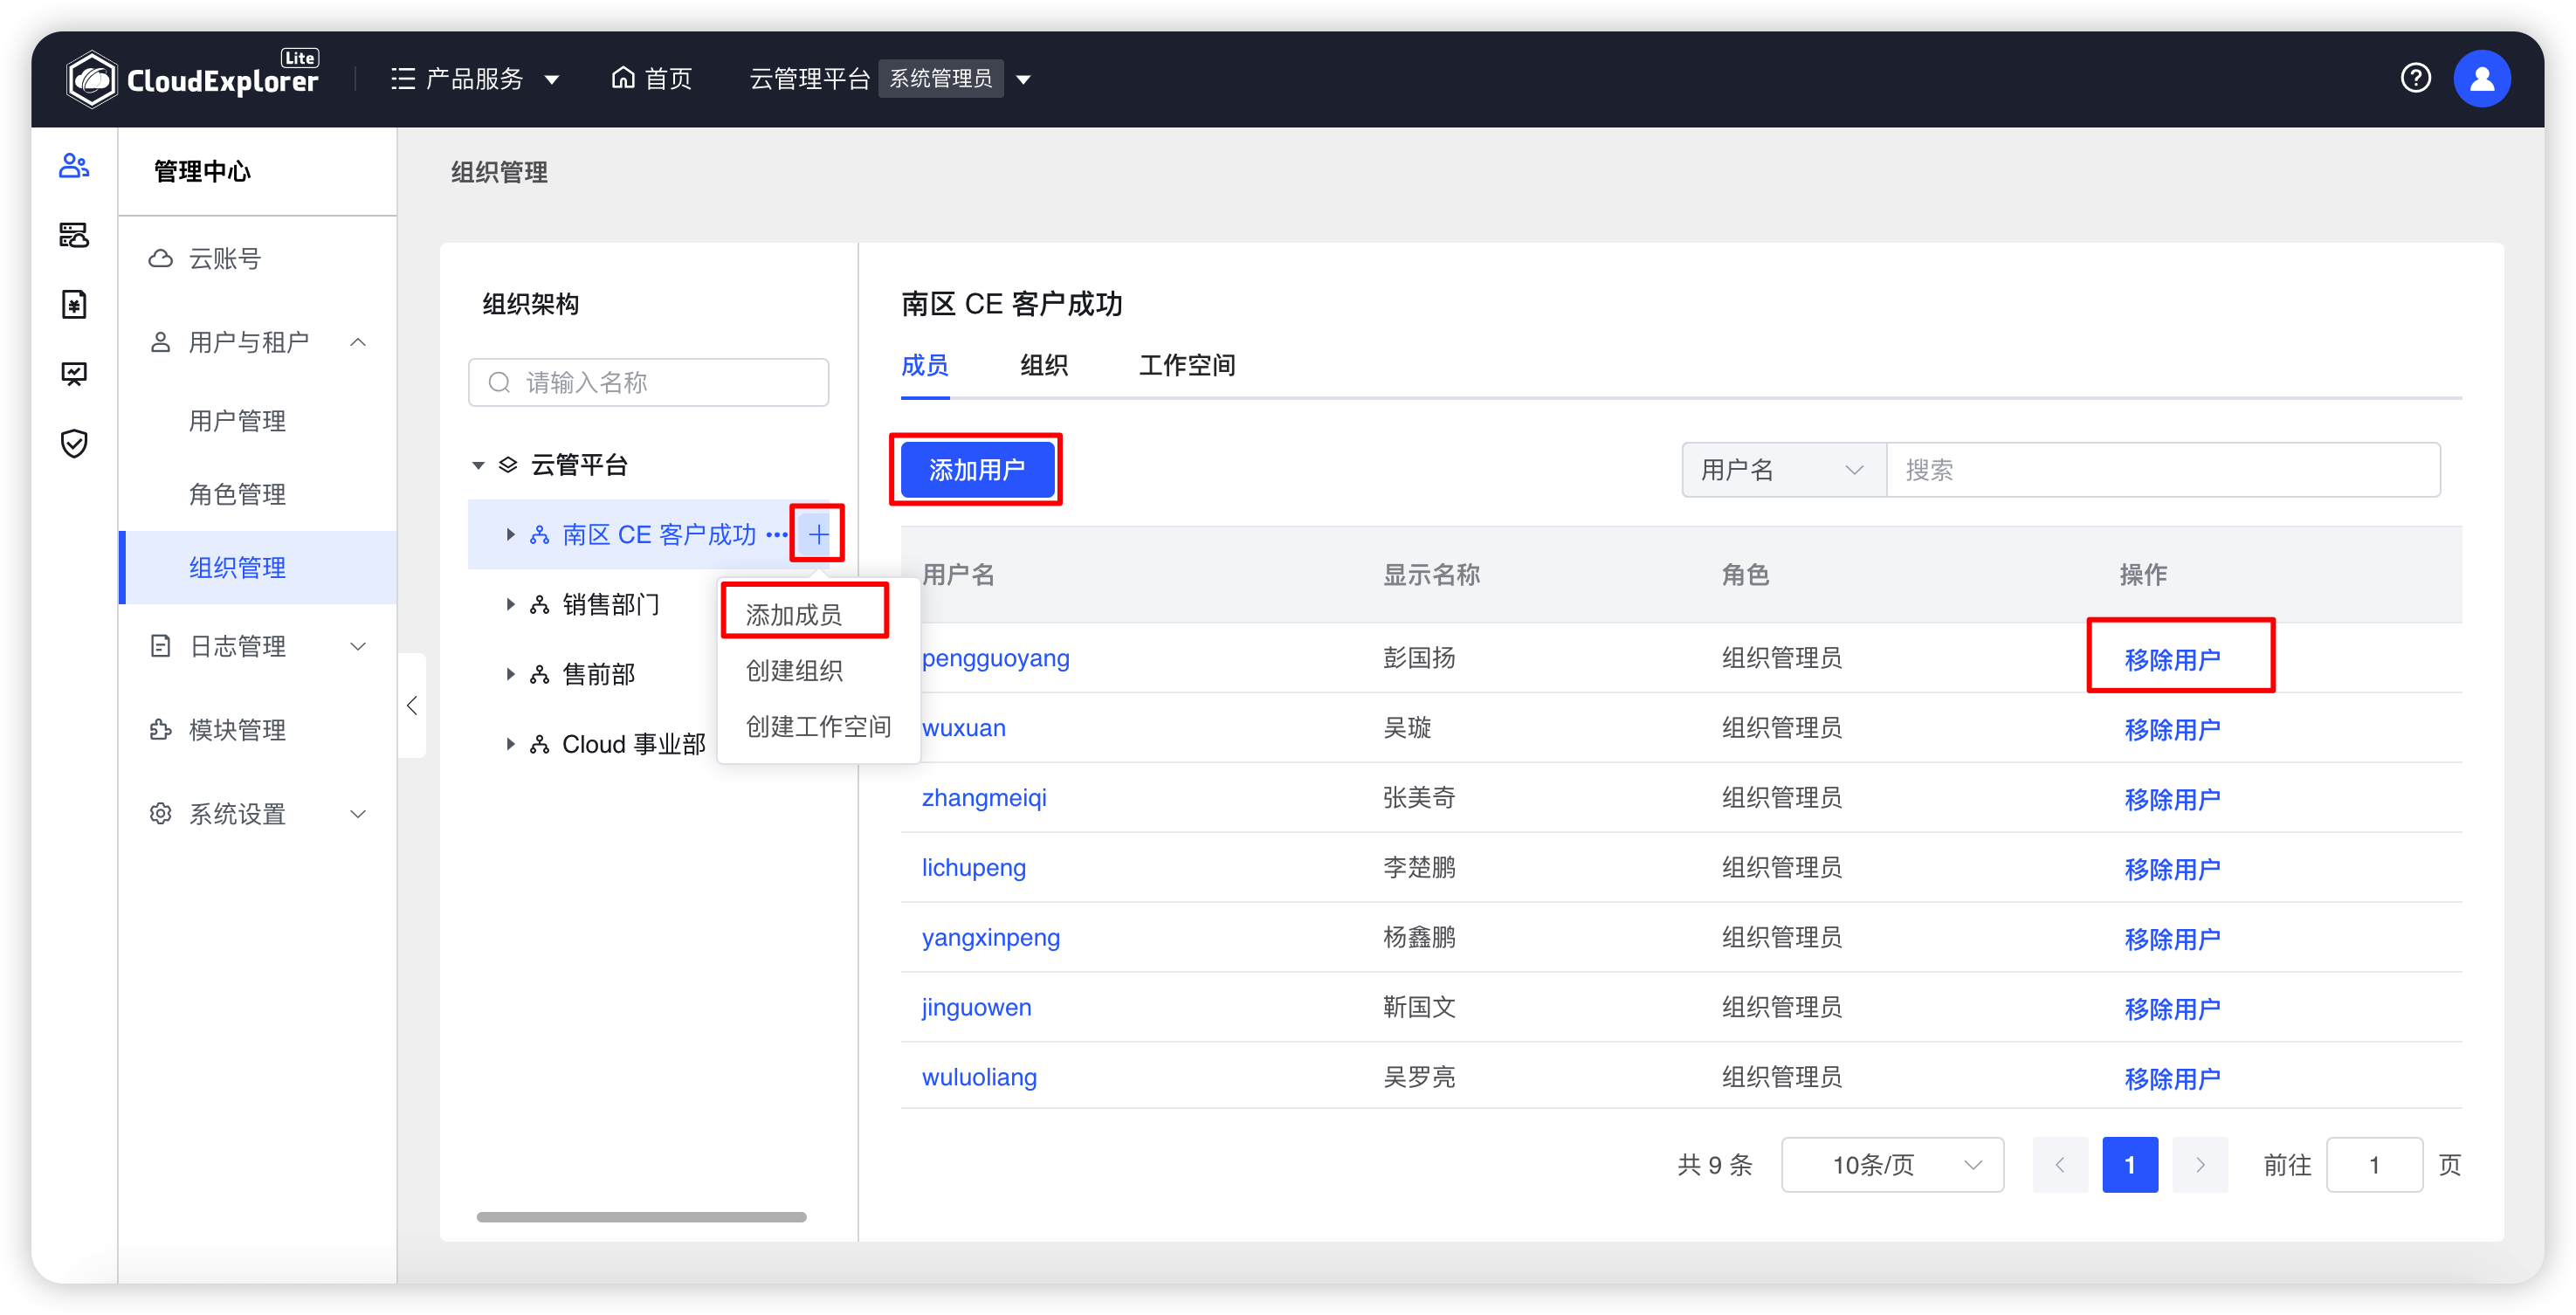 CloudExplorer Lite
产品服务
首页
云管理平台 系统管理员
管理中心
云账号
用户与租户
用户管理
角色管理
组织管理
日志管理
模块管理
系统设置
组织管理
组织架构
请输入名称
云管平台
南区 CE 客户成功
销售部门
售前部
Cloud 事业部
添加成员
创建组织
创建工作空间
南区 CE 客户成功
成员 组织 工作空间
添加用户
用户名 搜索
用户名 显示名称 角色 操作
pengguoyang 彭国扬 组织管理员 移除用户
wuxuan 吴璇 组织管理员 移除用户
zhangmeiqi 张美奇 组织管理员 移除用户
lichupeng 李楚鹏 组织管理员 移除用户
yangxinpeng 杨鑫鹏 组织管理员 移除用户
jinguowen 靳国文 组织管理员 移除用户
wuluoliang 吴罗亮 组织管理员 移除用户
共 9 条 10条/页 1 前往 1 页